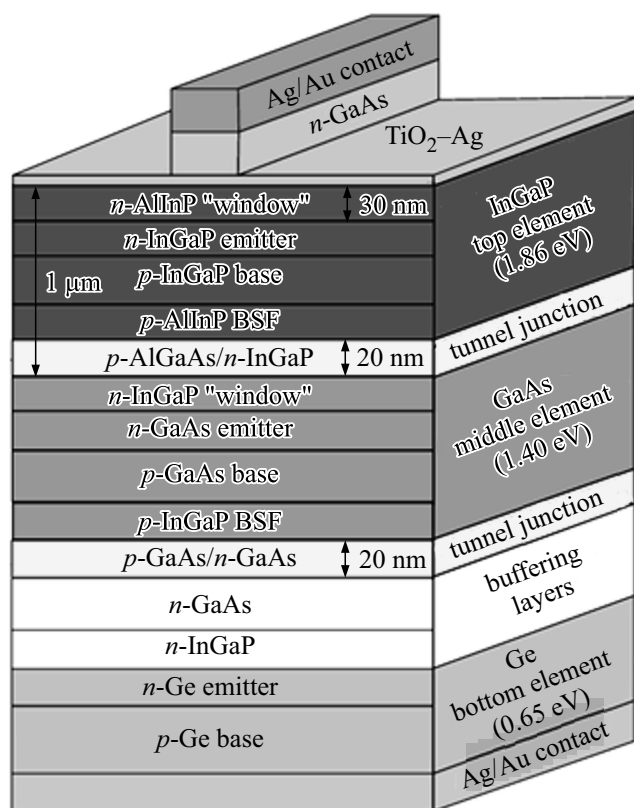 Ag/Au contact
n-GaAs
TiO₂–Ag
n-AlInP "window"
30 nm
n-InGaP emitter
p-InGaP base
1 μm
p-AlInP BSF
p-AlGaAs/n-InGaP
20 nm
n-InGaP "window"
n-GaAs emitter
p-GaAs base
p-InGaP BSF
p-GaAs/n-GaAs
20 nm
n-GaAs
n-InGaP
n-Ge emitter
p-Ge base
InGaP
top element
(1.86 eV)
tunnel junction
GaAs
middle element
(1.40 eV)
tunnel junction
buffering
layers
Ge
bottom element
(0.65 eV)
Ag/Au contact